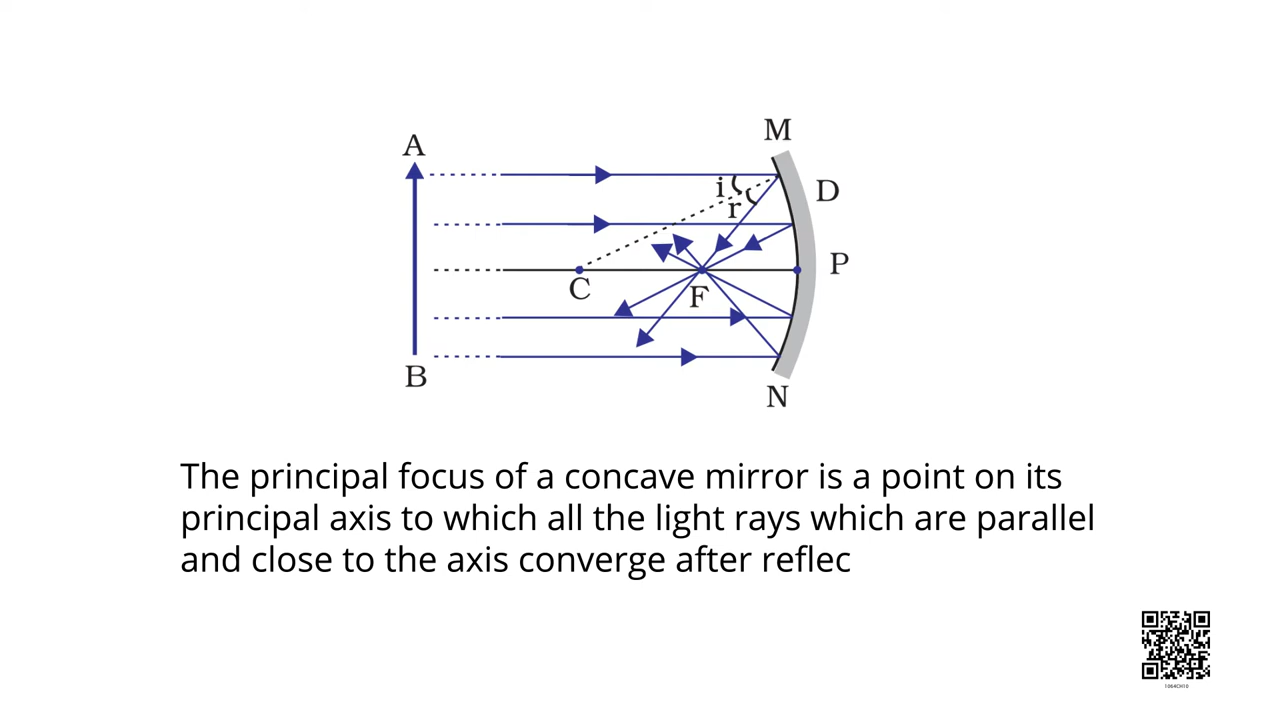 M
A
D
i
r
P
C
F
B
N
The principal focus of a concave mirror is a point on its
principal axis to which all the light rays which are parallel
and close to the axis converge after reflec
1064CH10